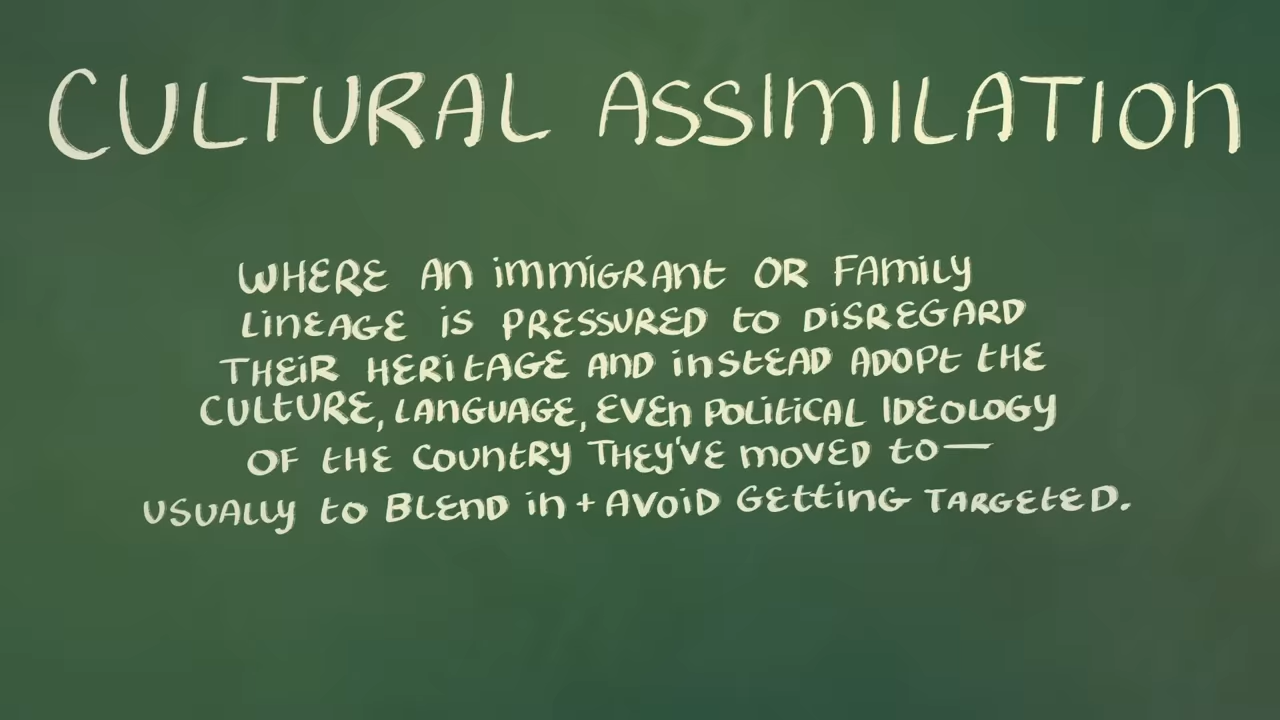 CULTURAL ASSIMILATION
WHERE AN IMMIGRANT OR FAMILY
LINEAGE IS PRESSURED TO DISREGARD
THEIR HERITAGE AND INSTEAD ADOPT THE
CULTURE, LANGUAGE, EVEN POLITICAL IDEOLOGY
OF THE COUNTRY THEY'VE MOVED TO—
USUALLY TO BLEND IN + AVOID GETTING TARGETED.